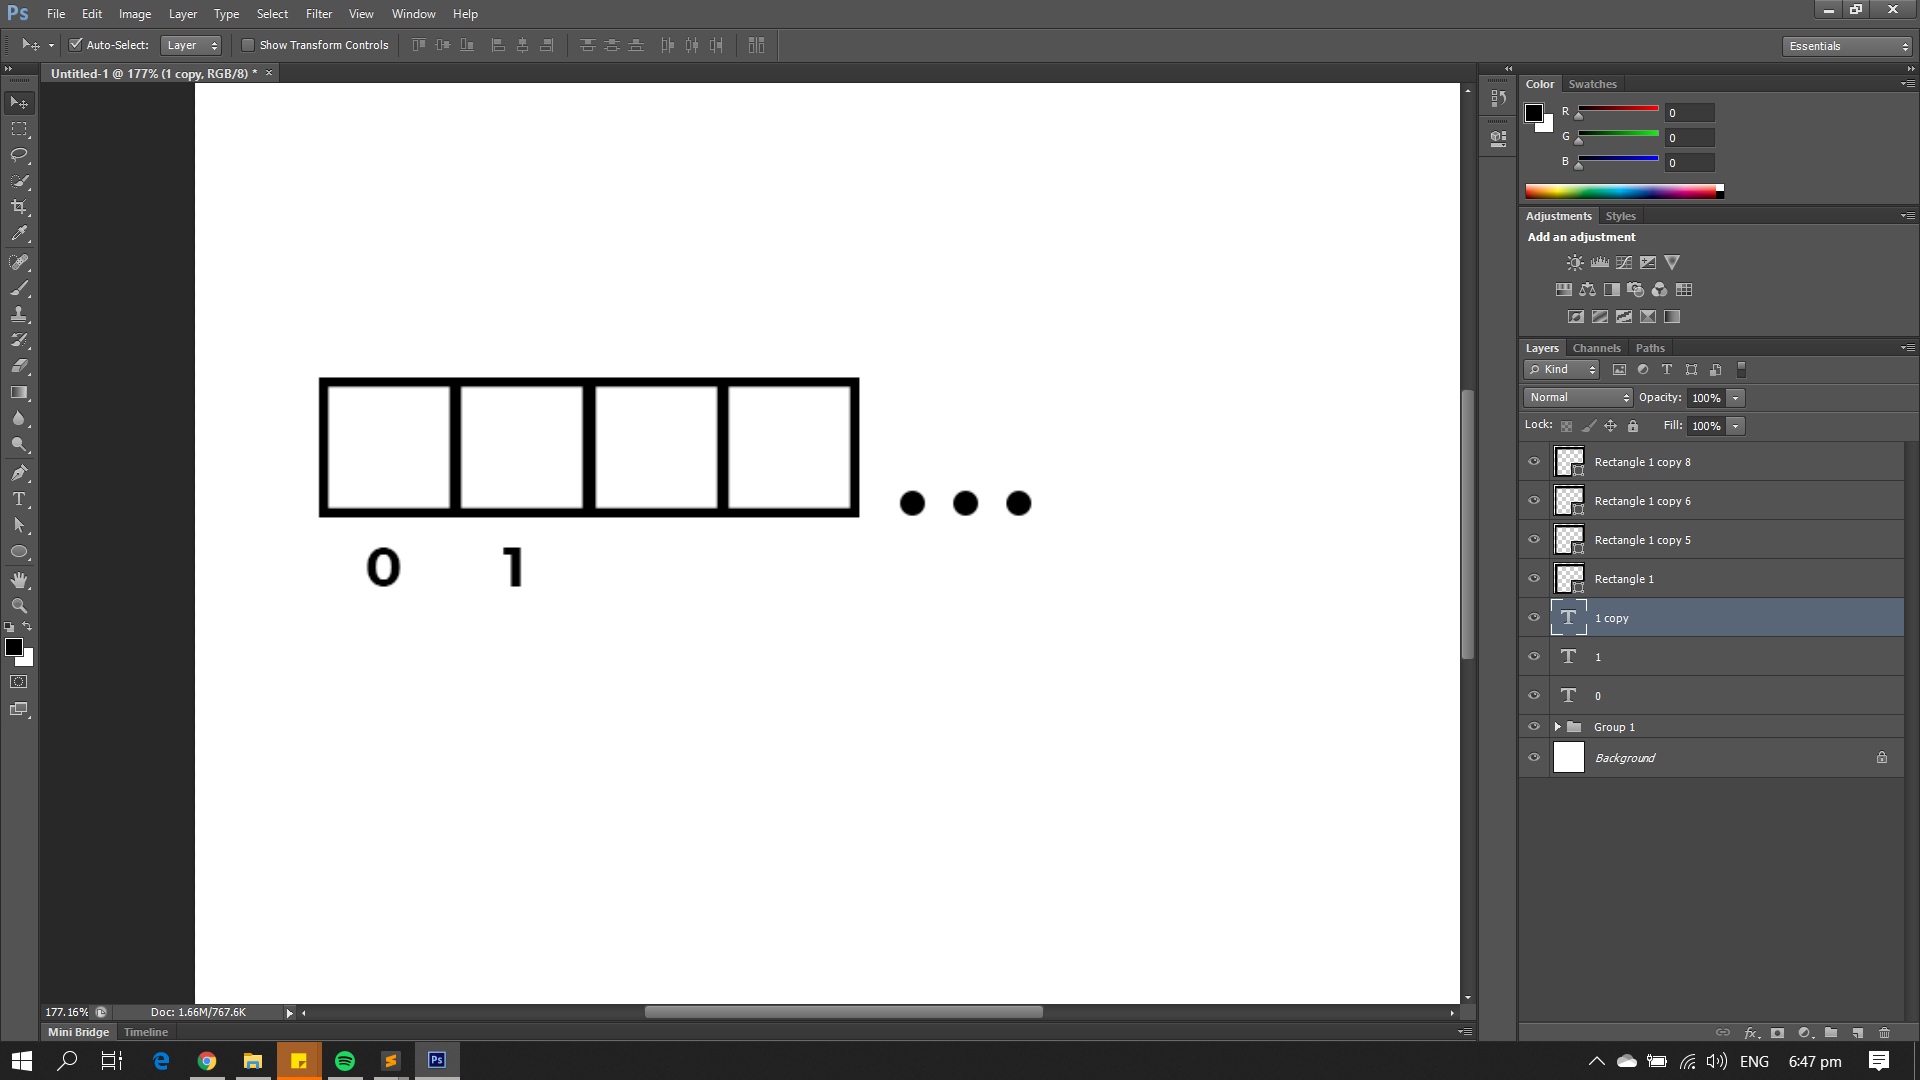 Ps File Edit Image Layer Type Select Filter View Window Help
Auto-Select: Layer Show Transform Controls Essentials
Untitled-1 @ 177% (1 copy, RGB/8) * ×
Color Swatches
R 0
G 0
B 0
Adjustments Styles
Add an adjustment
Layers Channels Paths
Kind T
Normal Opacity: 100%
Lock: Fill: 100%
Rectangle 1 copy 8
Rectangle 1 copy 6
Rectangle 1 copy 5
Rectangle 1
T 1 copy
T 1
T 0
Group 1
Background
0 1
177.16% Doc: 1.66M/767.6K
Mini Bridge Timeline
fx
Ps ENG 6:47 pm